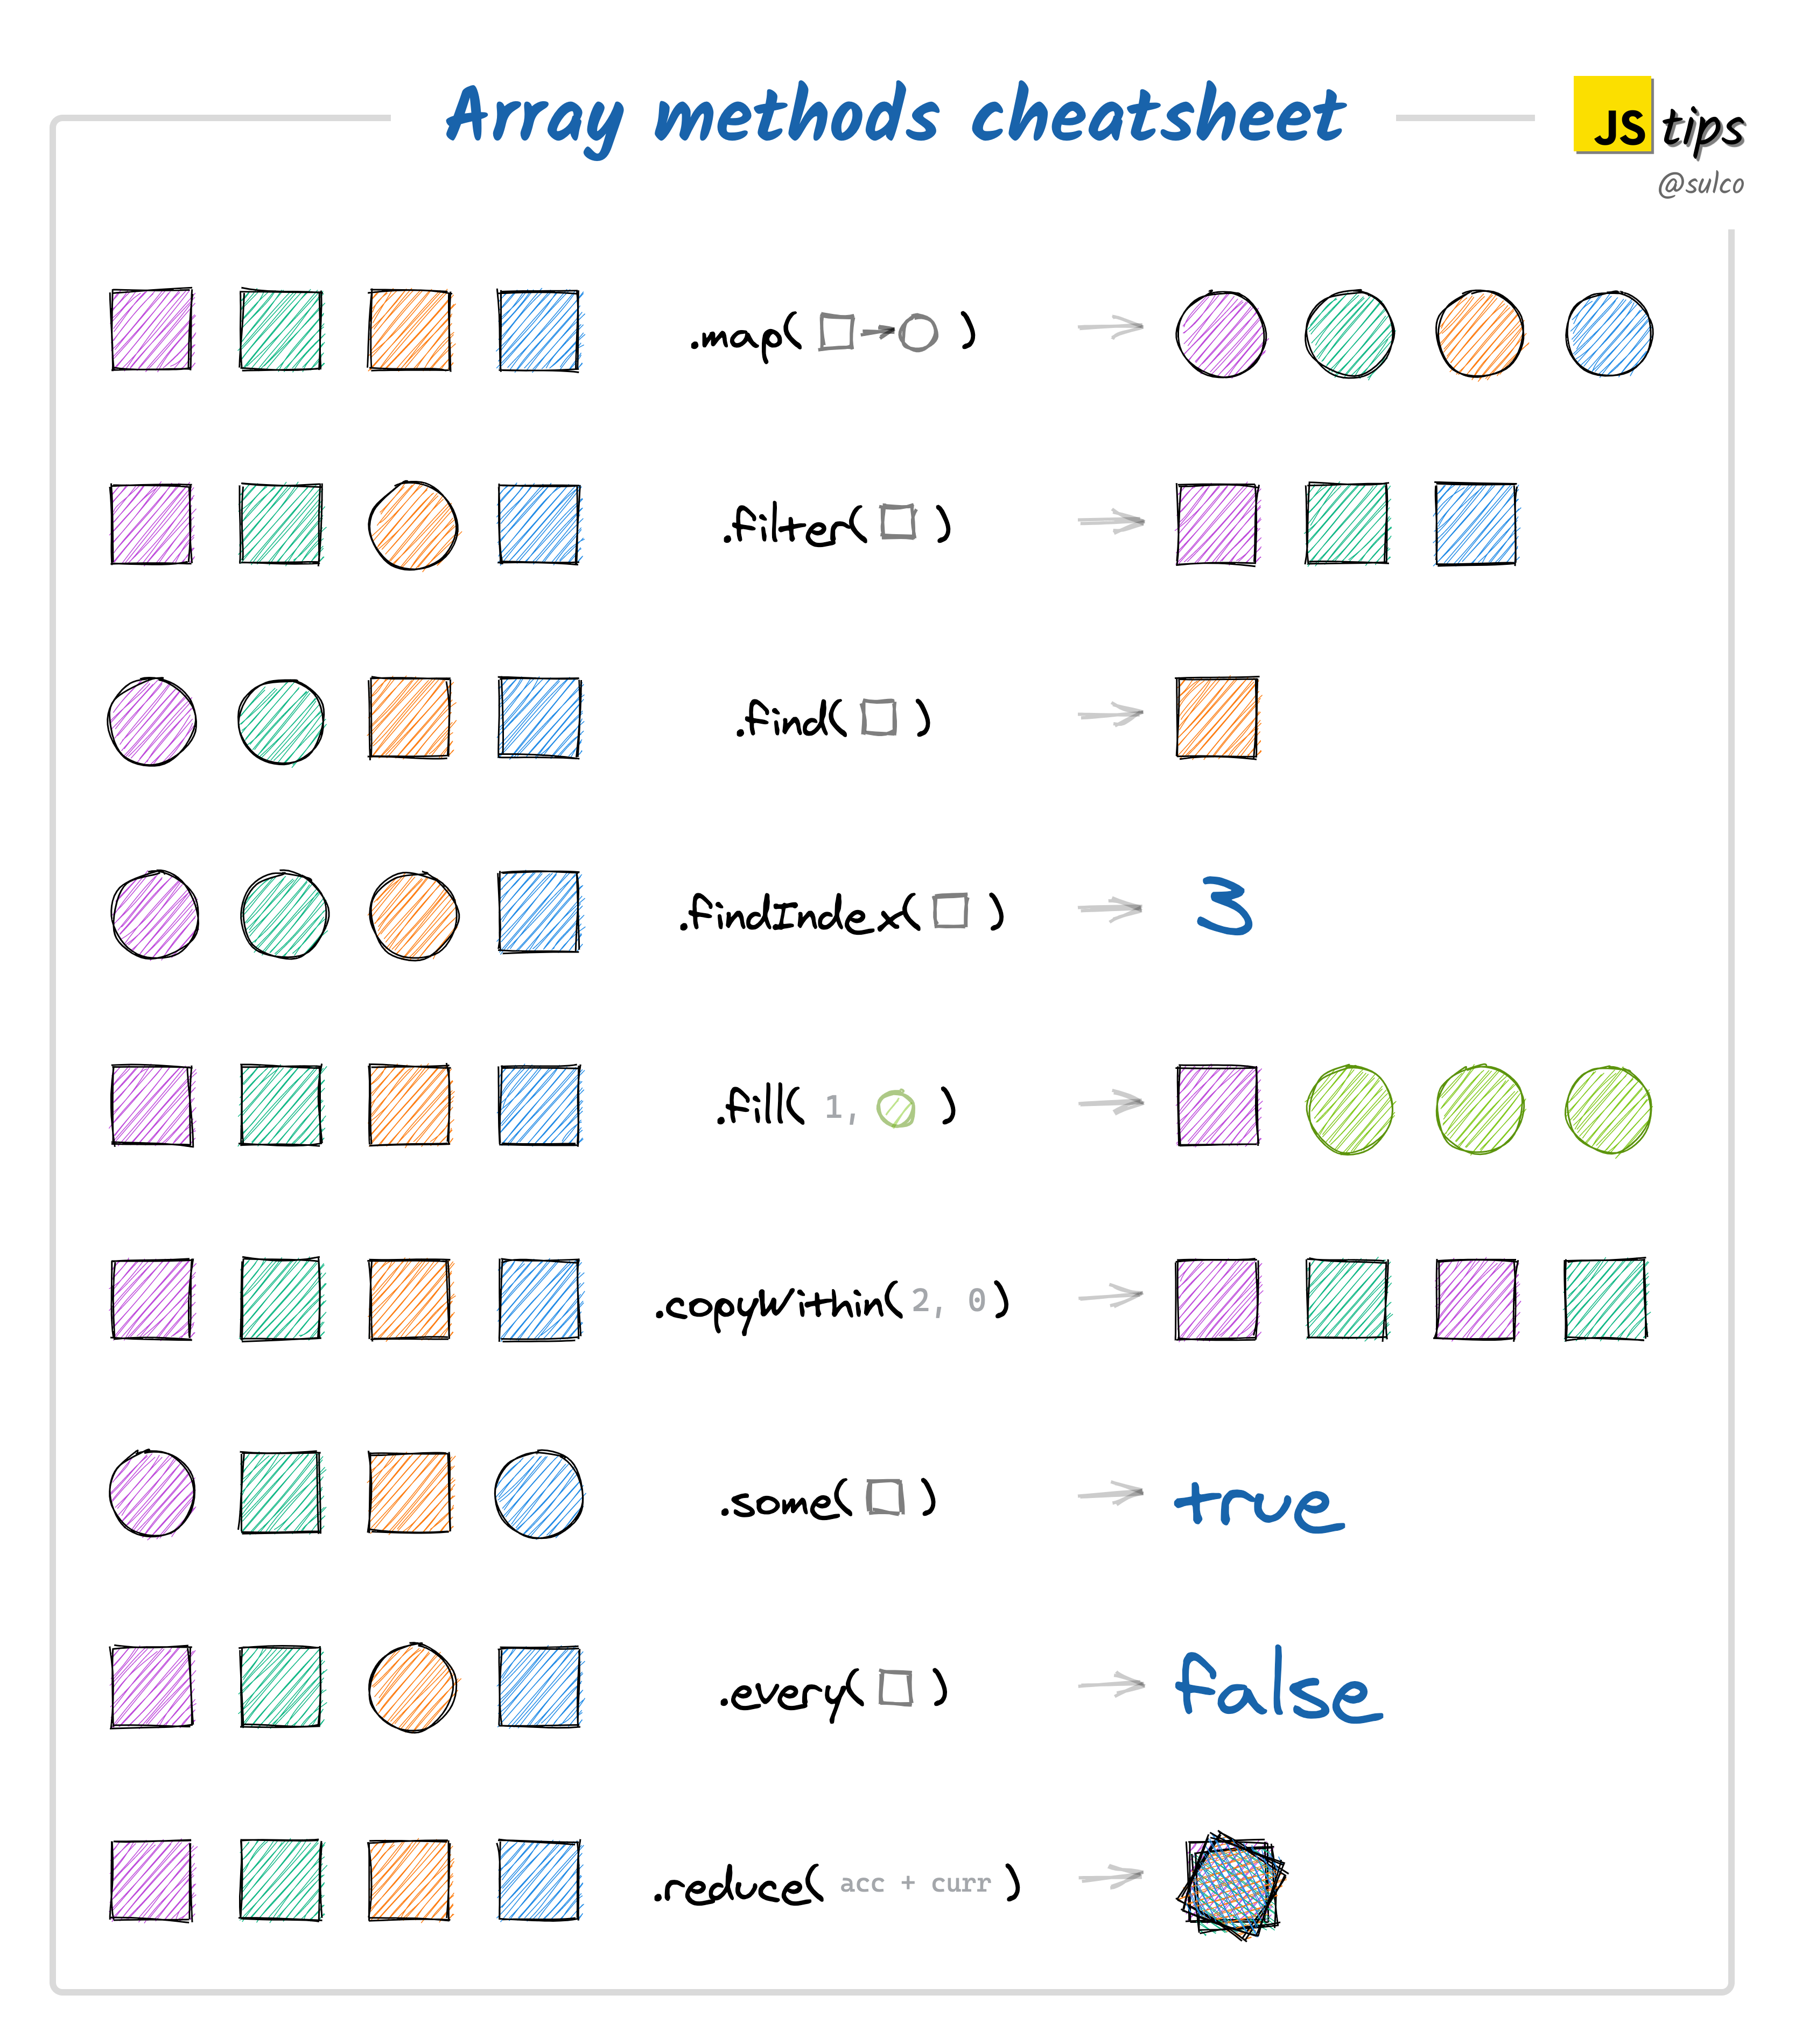 Array methods cheatsheet
JS tips
@sulco
.map( )
.filter( )
.find( )
.findIndex( )
3
.fill( 1, )
.copyWithin( 2, 0 )
.some( )
true
.every( )
false
.reduce( acc + curr )